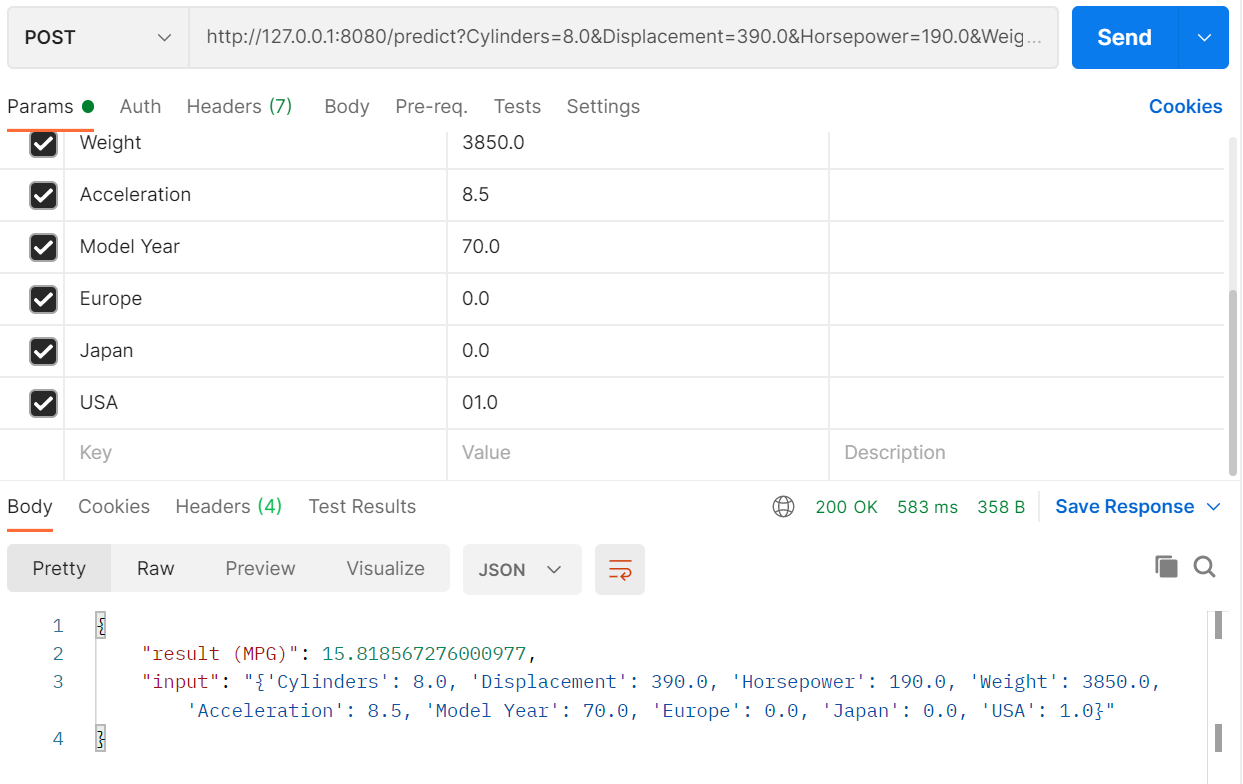 POST http://127.0.0.1:8080/predict?Cylinders=8.0&Displacement=390.0&Horsepower=190.0&Weig... Send
Params Auth Headers (7) Body Pre-req. Tests Settings Cookies
Weight 3850.0
Acceleration 8.5
Model Year 70.0
Europe 0.0
Japan 0.0
USA 01.0
Key Value Description
Body Cookies Headers (4) Test Results 200 OK 583 ms 358 B Save Response
Pretty Raw Preview Visualize JSON
1 {
2 "result (MPG)": 15.818567276000977,
3 "input": "{'Cylinders': 8.0, 'Displacement': 390.0, 'Horsepower': 190.0, 'Weight': 3850.0,
'Acceleration': 8.5, 'Model Year': 70.0, 'Europe': 0.0, 'Japan': 0.0, 'USA': 1.0}"
4 }